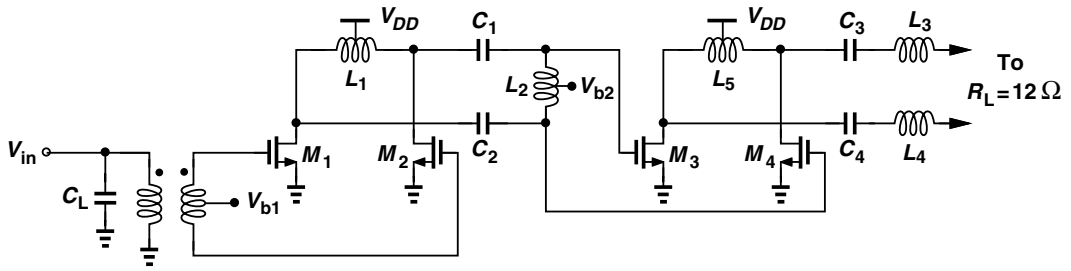 V_DD C_1 V_DD C_3 L_3
L_1 L_2 V_b2 L_5 To
R_L = 12 Ω
C_2 C_4 L_4
V_in M_1 M_2 M_3 M_4
C_L V_b1